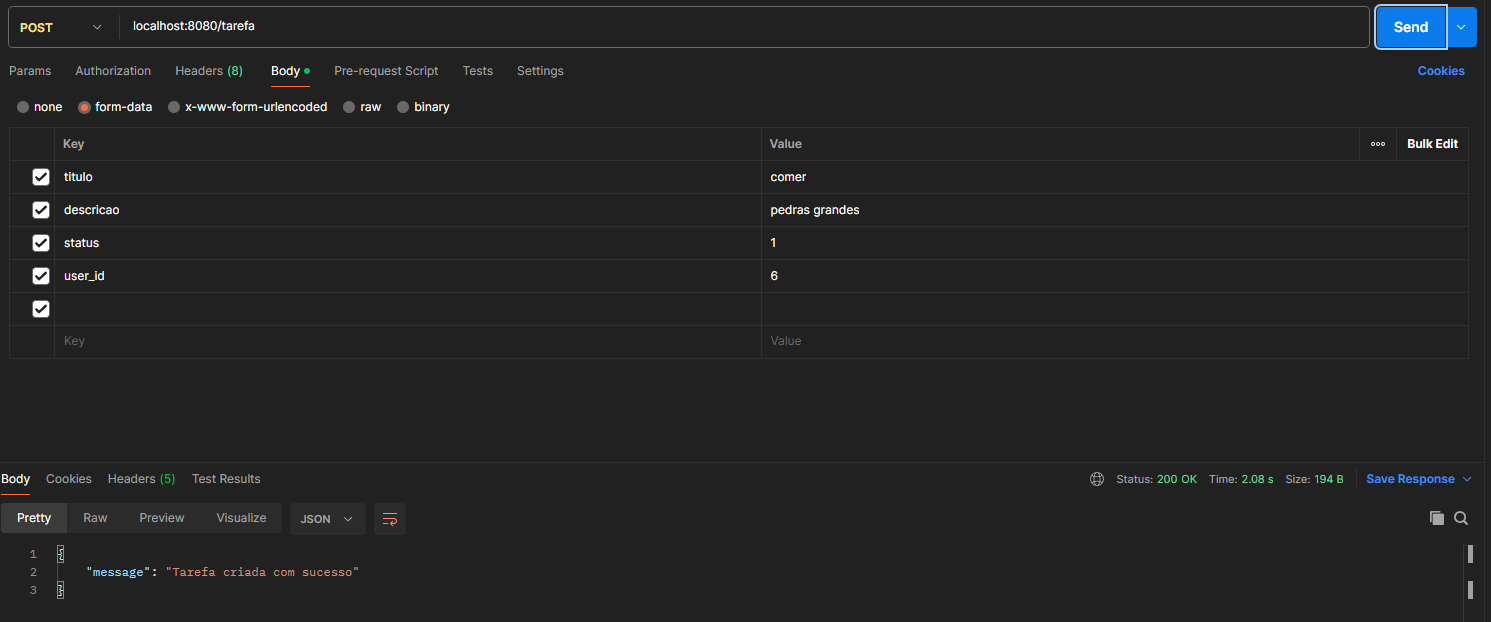 POST localhost:8080/tarefa Send
Params Authorization Headers (8) Body Pre-request Script Tests Settings Cookies
none form-data x-www-form-urlencoded raw binary
Key Value Bulk Edit
titulo comer
descricao pedras grandes
status 1
user_id 6
Key Value
Body Cookies Headers (5) Test Results Status: 200 OK Time: 2.08 s Size: 194 B Save Response
Pretty Raw Preview Visualize JSON
1 {
2 "message": "Tarefa criada com sucesso"
3 }